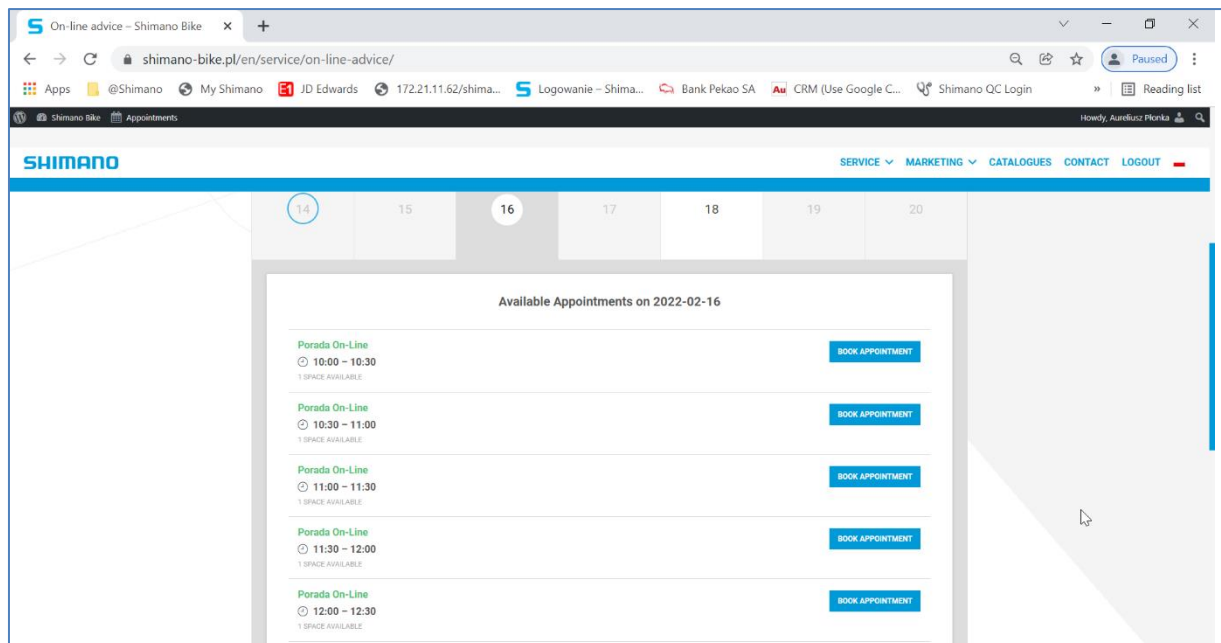 On-line advice – Shimano Bike
shimano-bike.pl/en/service/on-line-advice/
Paused
Apps @Shimano My Shimano JD Edwards 172.21.11.62/shima... Logowanie – Shima... Bank Pekao SA Au CRM (Use Google C... Shimano QC Login » Reading list
Shimano Bike Appointments Howdy, Aureliusz Płonka
SHIMANO SERVICE MARKETING CATALOGUES CONTACT LOGOUT
14 15 16 17 18 19 20
Available Appointments on 2022-02-16
Porada On-Line
10:00 – 10:30
1 SPACE AVAILABLE
BOOK APPOINTMENT
Porada On-Line
10:30 – 11:00
1 SPACE AVAILABLE
BOOK APPOINTMENT
Porada On-Line
11:00 – 11:30
1 SPACE AVAILABLE
BOOK APPOINTMENT
Porada On-Line
11:30 – 12:00
1 SPACE AVAILABLE
BOOK APPOINTMENT
Porada On-Line
12:00 – 12:30
1 SPACE AVAILABLE
BOOK APPOINTMENT